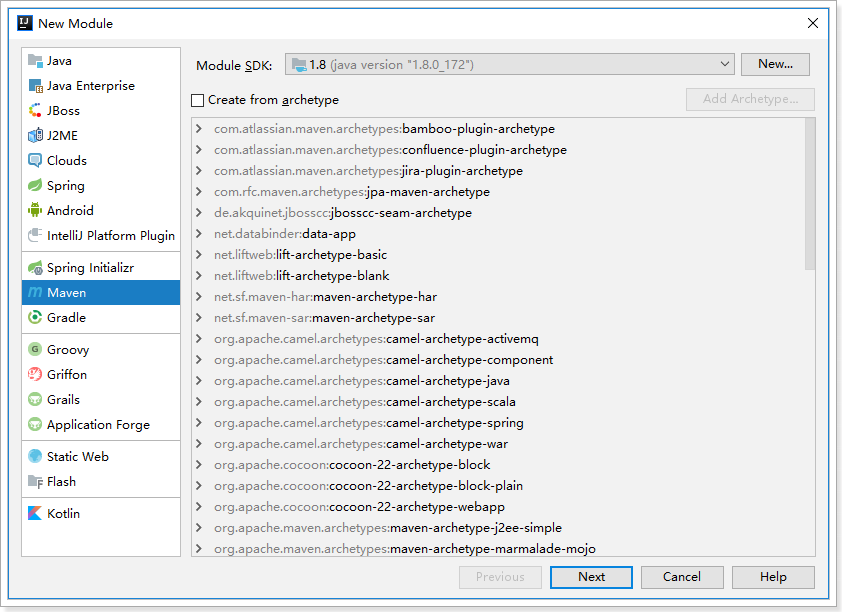 New Module
Java
Java Enterprise
JBoss
J2ME
Clouds
Spring
Android
IntelliJ Platform Plugin
Spring Initializr
Maven
Gradle
Groovy
Griffon
Grails
Application Forge
Static Web
Flash
Kotlin
Module SDK: 1.8 (java version "1.8.0_172") New...
Create from archetype Add Archetype...
com.atlassian.maven.archetypes:bamboo-plugin-archetype
com.atlassian.maven.archetypes:confluence-plugin-archetype
com.atlassian.maven.archetypes:jira-plugin-archetype
com.rfc.maven.archetypes:jpa-maven-archetype
de.akquinet.jbosscc:jbosscc-seam-archetype
net.databinder:data-app
net.liftweb:lift-archetype-basic
net.liftweb:lift-archetype-blank
net.sf.maven-har:maven-archetype-har
net.sf.maven-sar:maven-archetype-sar
org.apache.camel.archetypes:camel-archetype-activemq
org.apache.camel.archetypes:camel-archetype-component
org.apache.camel.archetypes:camel-archetype-java
org.apache.camel.archetypes:camel-archetype-scala
org.apache.camel.archetypes:camel-archetype-spring
org.apache.camel.archetypes:camel-archetype-war
org.apache.cocoon:cocoon-22-archetype-block
org.apache.cocoon:cocoon-22-archetype-block-plain
org.apache.cocoon:cocoon-22-archetype-webapp
org.apache.maven.archetypes:maven-archetype-j2ee-simple
org.apache.maven.archetypes:maven-archetype-marmalade-mojo
Previous Next Cancel Help